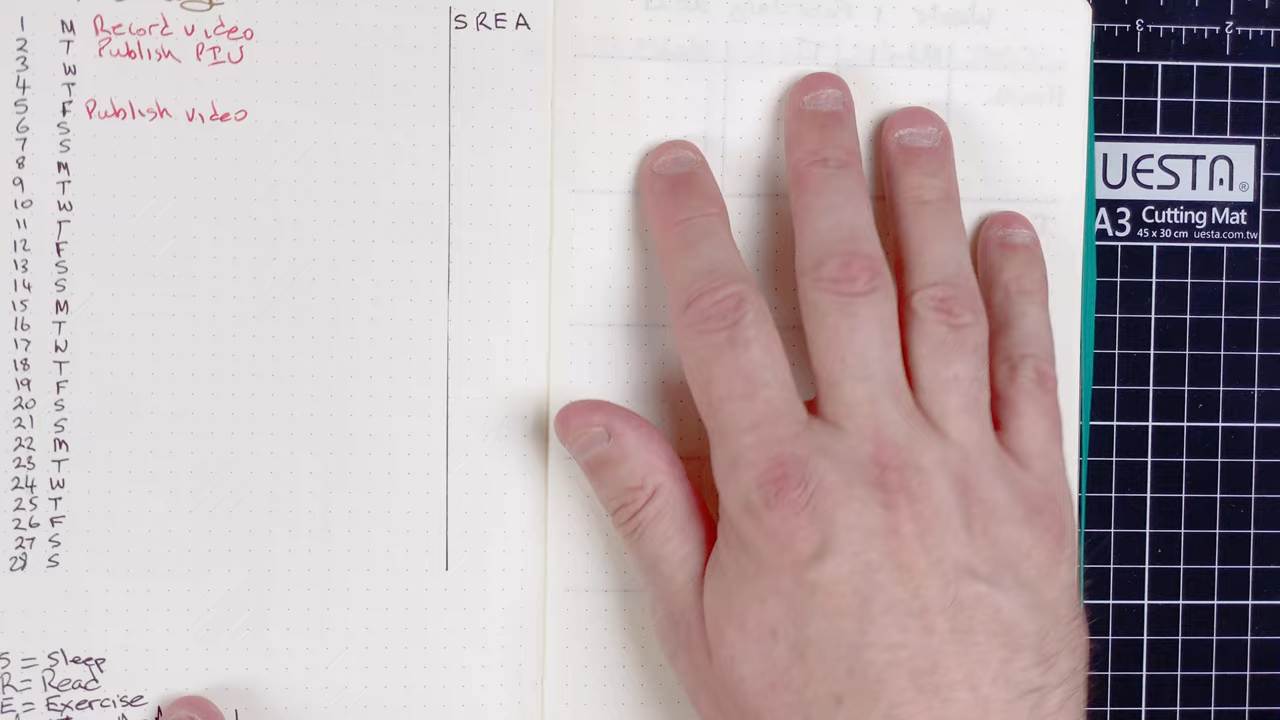 1 M Record video
2 T Publish PIU
3 W
4 T
5 F Publish video
6 S
7 S
8 M
9 T
10 W
11 T
12 F
13 S
14 S
15 M
16 T
17 W
18 T
19 F
20 S
21 S
22 M
23 T
24 W
25 T
26 F
27 S
28 S
S = Sleep
R = Read
E = Exercise
S R E A
3 2
UESTA®
A3 Cutting Mat
45 x 30 cm uesta.com.tw